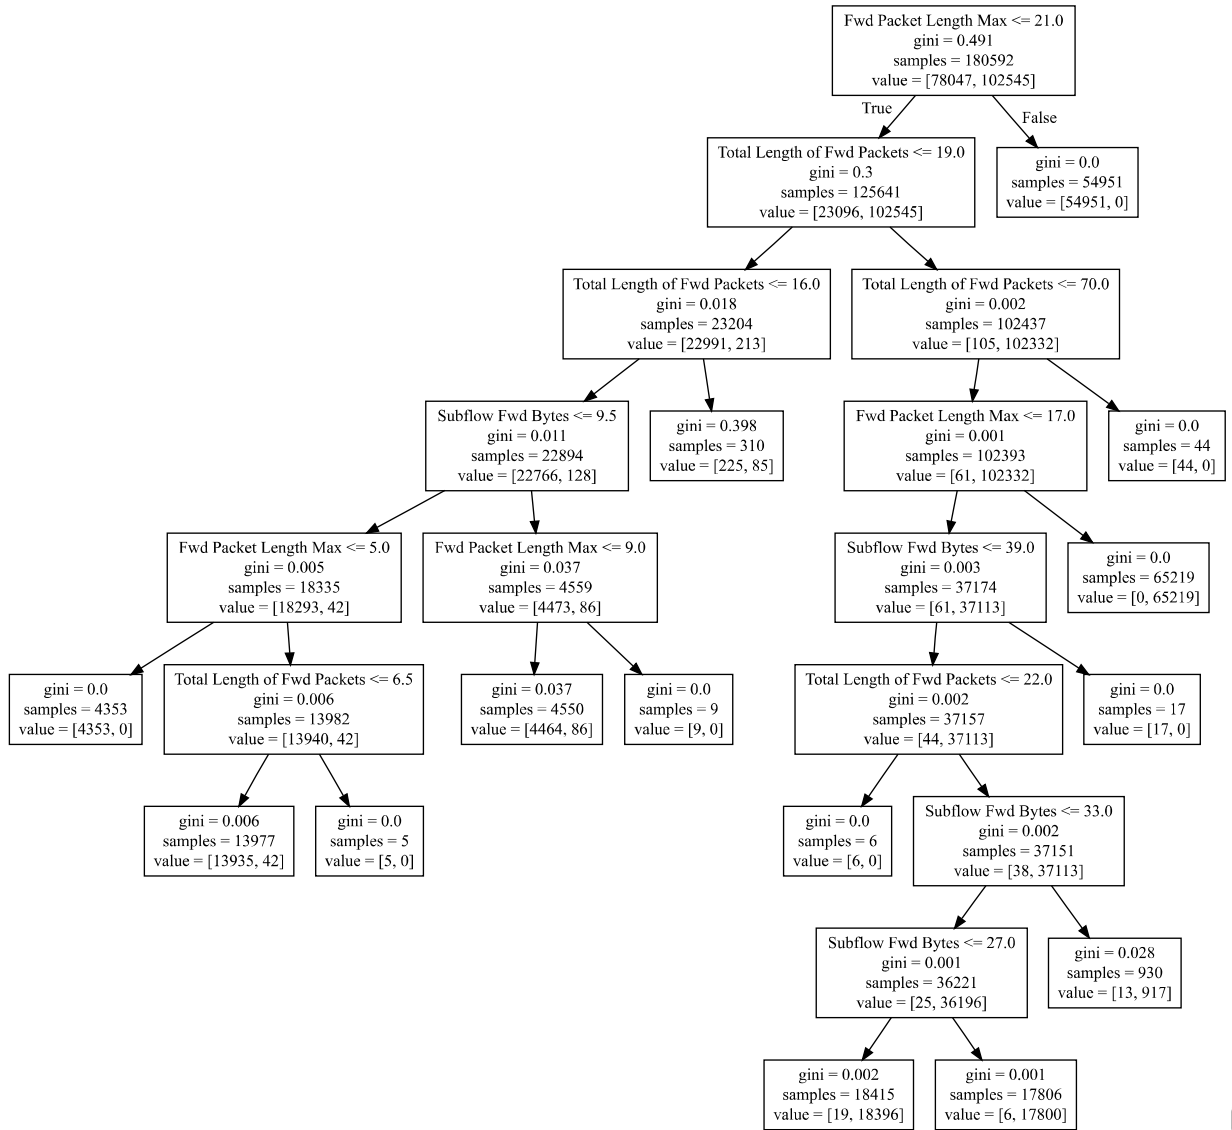 Fwd Packet Length Max <= 21.0
gini = 0.491
samples = 180592
value = [78047, 102545]
True
False
Total Length of Fwd Packets <= 19.0
gini = 0.3
samples = 125641
value = [23096, 102545]
gini = 0.0
samples = 54951
value = [54951, 0]
Total Length of Fwd Packets <= 16.0
gini = 0.018
samples = 23204
value = [22991, 213]
Total Length of Fwd Packets <= 70.0
gini = 0.002
samples = 102437
value = [105, 102332]
Subflow Fwd Bytes <= 9.5
gini = 0.011
samples = 22894
value = [22766, 128]
gini = 0.398
samples = 310
value = [225, 85]
Fwd Packet Length Max <= 17.0
gini = 0.001
samples = 102393
value = [61, 102332]
gini = 0.0
samples = 44
value = [44, 0]
Fwd Packet Length Max <= 5.0
gini = 0.005
samples = 18335
value = [18293, 42]
Fwd Packet Length Max <= 9.0
gini = 0.037
samples = 4559
value = [4473, 86]
Subflow Fwd Bytes <= 39.0
gini = 0.003
samples = 37174
value = [61, 37113]
gini = 0.0
samples = 65219
value = [0, 65219]
gini = 0.0
samples = 4353
value = [4353, 0]
Total Length of Fwd Packets <= 6.5
gini = 0.006
samples = 13982
value = [13940, 42]
gini = 0.037
samples = 4550
value = [4464, 86]
gini = 0.0
samples = 9
value = [9, 0]
Total Length of Fwd Packets <= 22.0
gini = 0.002
samples = 37157
value = [44, 37113]
gini = 0.0
samples = 17
value = [17, 0]
gini = 0.006
samples = 13977
value = [13935, 42]
gini = 0.0
samples = 5
value = [5, 0]
gini = 0.0
samples = 6
value = [6, 0]
Subflow Fwd Bytes <= 33.0
gini = 0.002
samples = 37151
value = [38, 37113]
Subflow Fwd Bytes <= 27.0
gini = 0.001
samples = 36221
value = [25, 36196]
gini = 0.028
samples = 930
value = [13, 917]
gini = 0.002
samples = 18415
value = [19, 18396]
gini = 0.001
samples = 17806
value = [6, 17800]